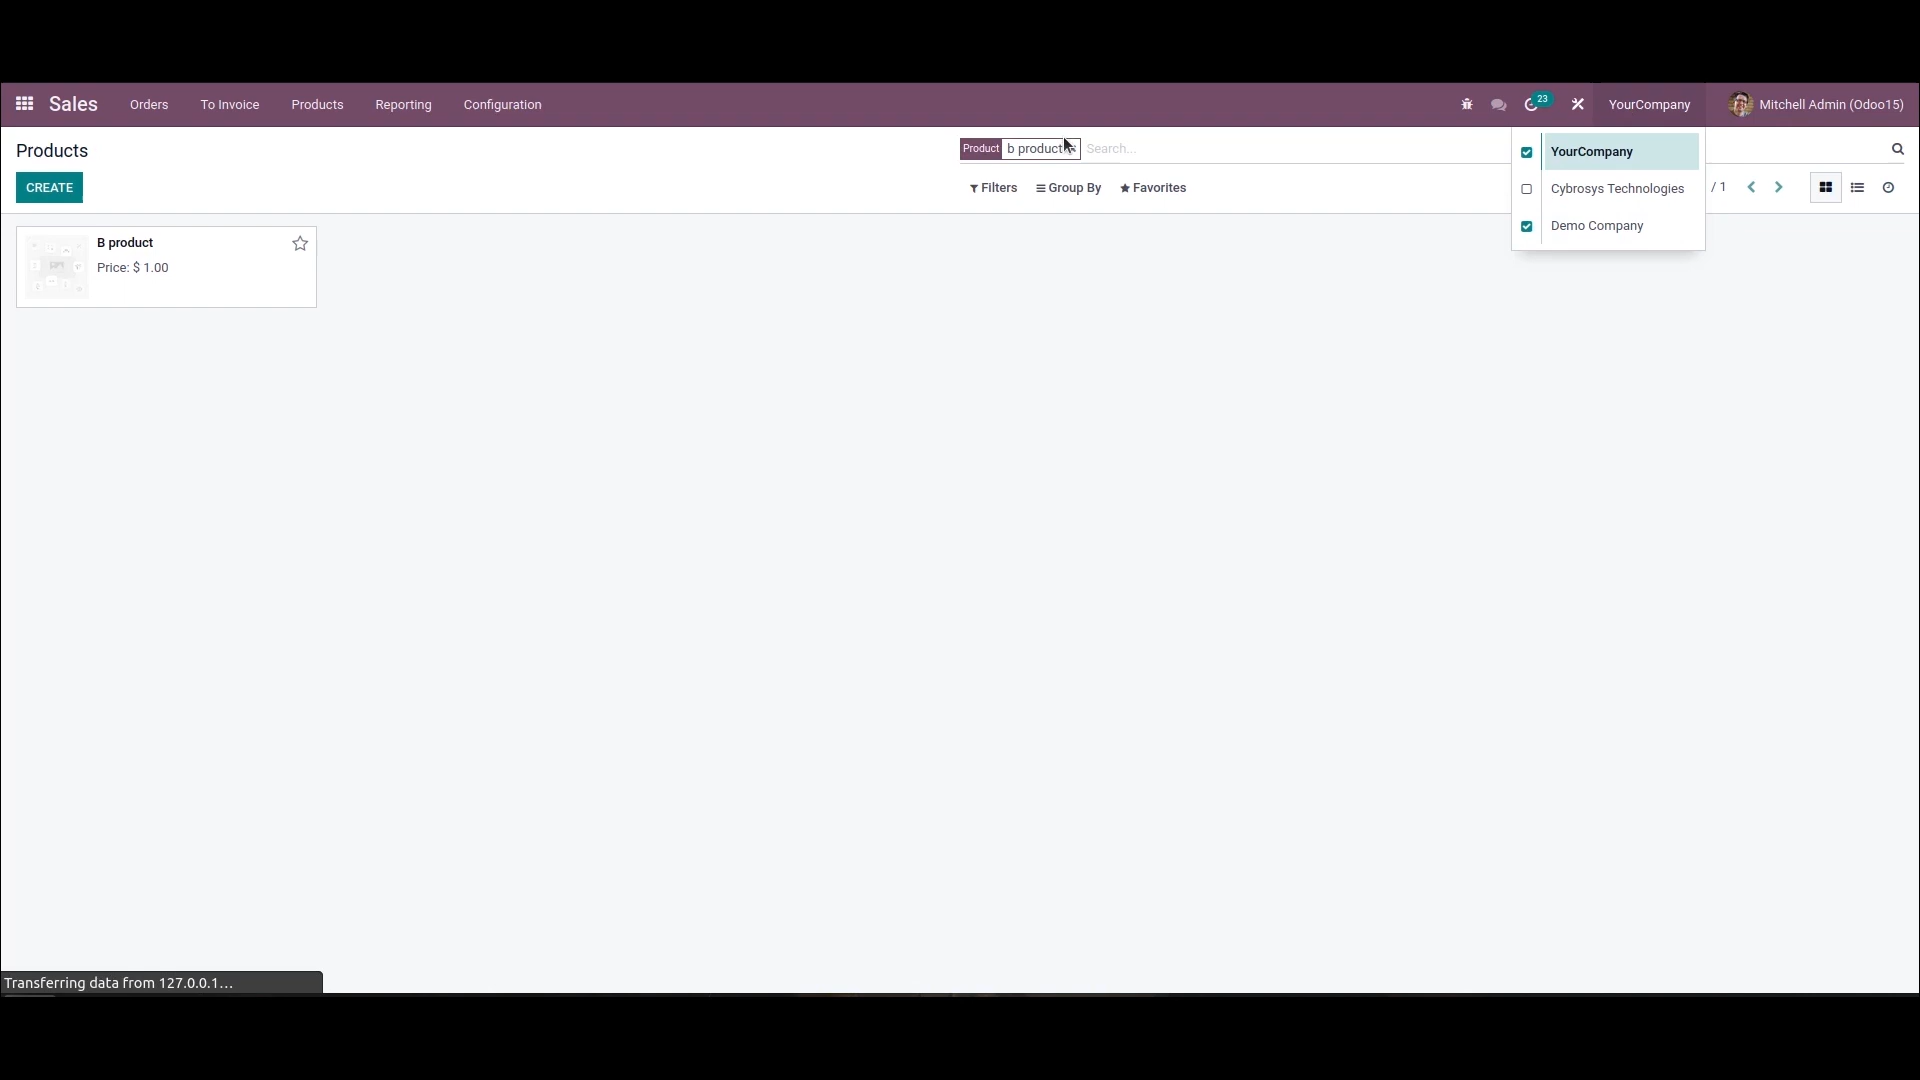 Sales Orders To Invoice Products Reporting Configuration 23 YourCompany Mitchell Admin (Odoo15)
Products
Product b product Search...
YourCompany
CREATE
Filters Group By Favorites
Cybrosys Technologies
/ 1
Demo Company
B product
Price: $ 1.00
Transferring data from 127.0.0.1…